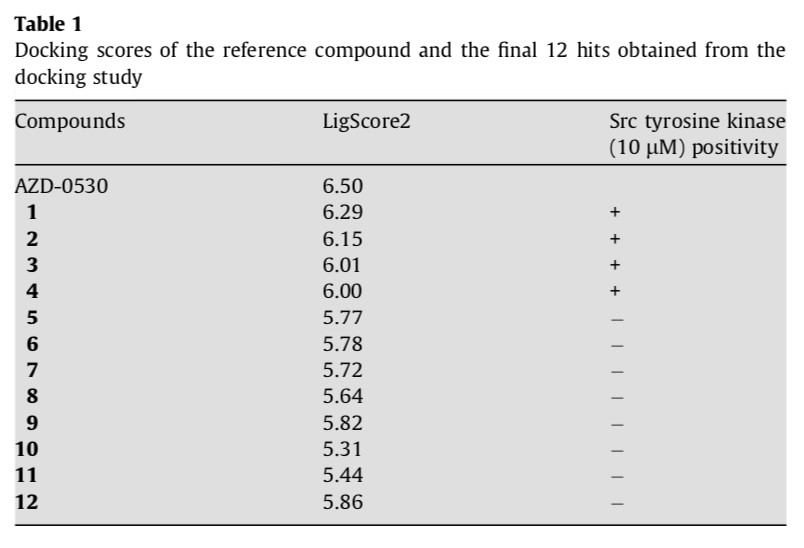 Table 1
Docking scores of the reference compound and the final 12 hits obtained from the
docking study
Compounds LigScore2 Src tyrosine kinase
(10 μM) positivity
AZD-0530 6.50
1 6.29 +
2 6.15 +
3 6.01 +
4 6.00 +
5 5.77 −
6 5.78 −
7 5.72 −
8 5.64 −
9 5.82 −
10 5.31 −
11 5.44 −
12 5.86 −